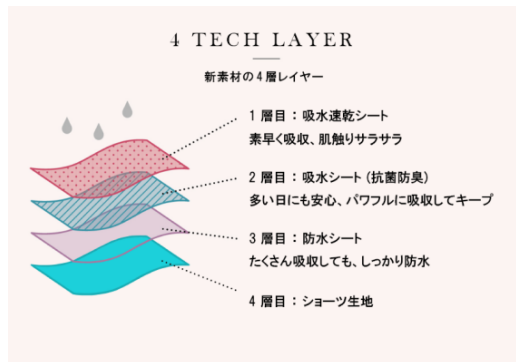 4 TECH LAYER
新素材の4層レイヤー
1層目：吸水速乾シート
素早く吸収、肌触りサラサラ
2層目：吸水シート(抗菌防臭)
多い日にも安心、パワフルに吸収してキープ
3層目：防水シート
たくさん吸収しても、しっかり防水
4層目：ショーツ生地